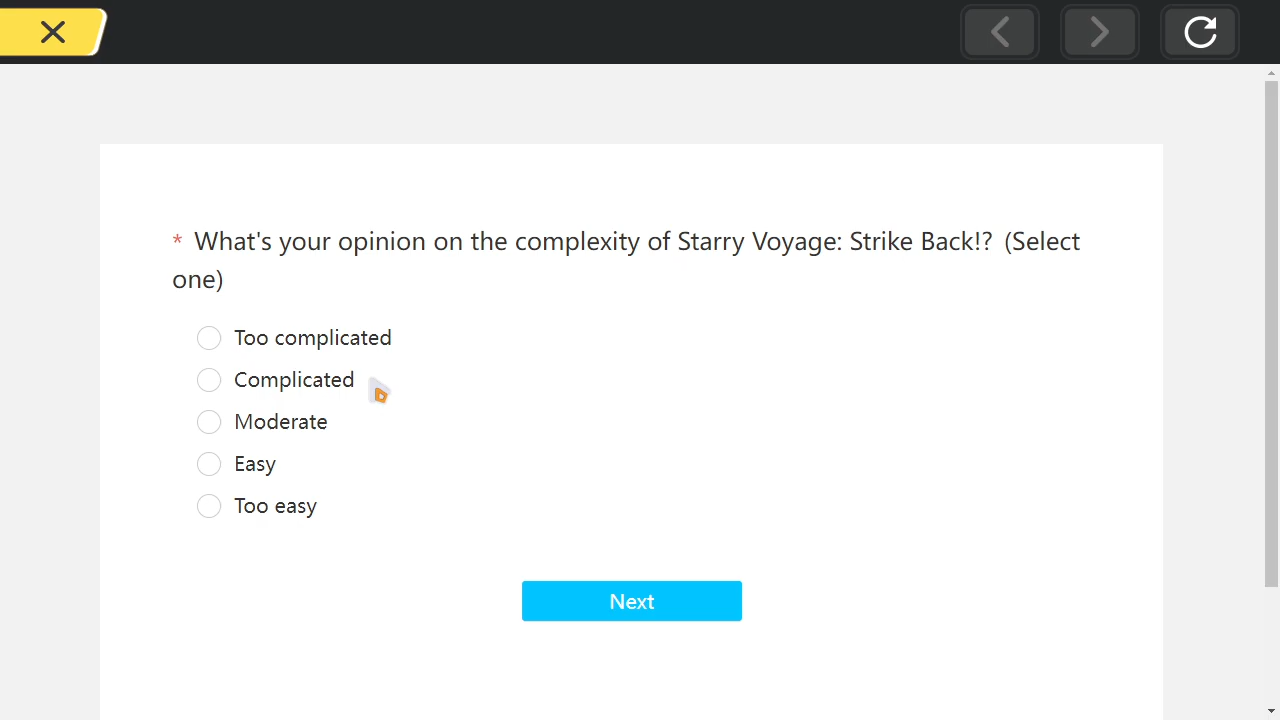 * What's your opinion on the complexity of Starry Voyage: Strike Back!? (Select
one)
Too complicated
Complicated
Moderate
Easy
Too easy
Next